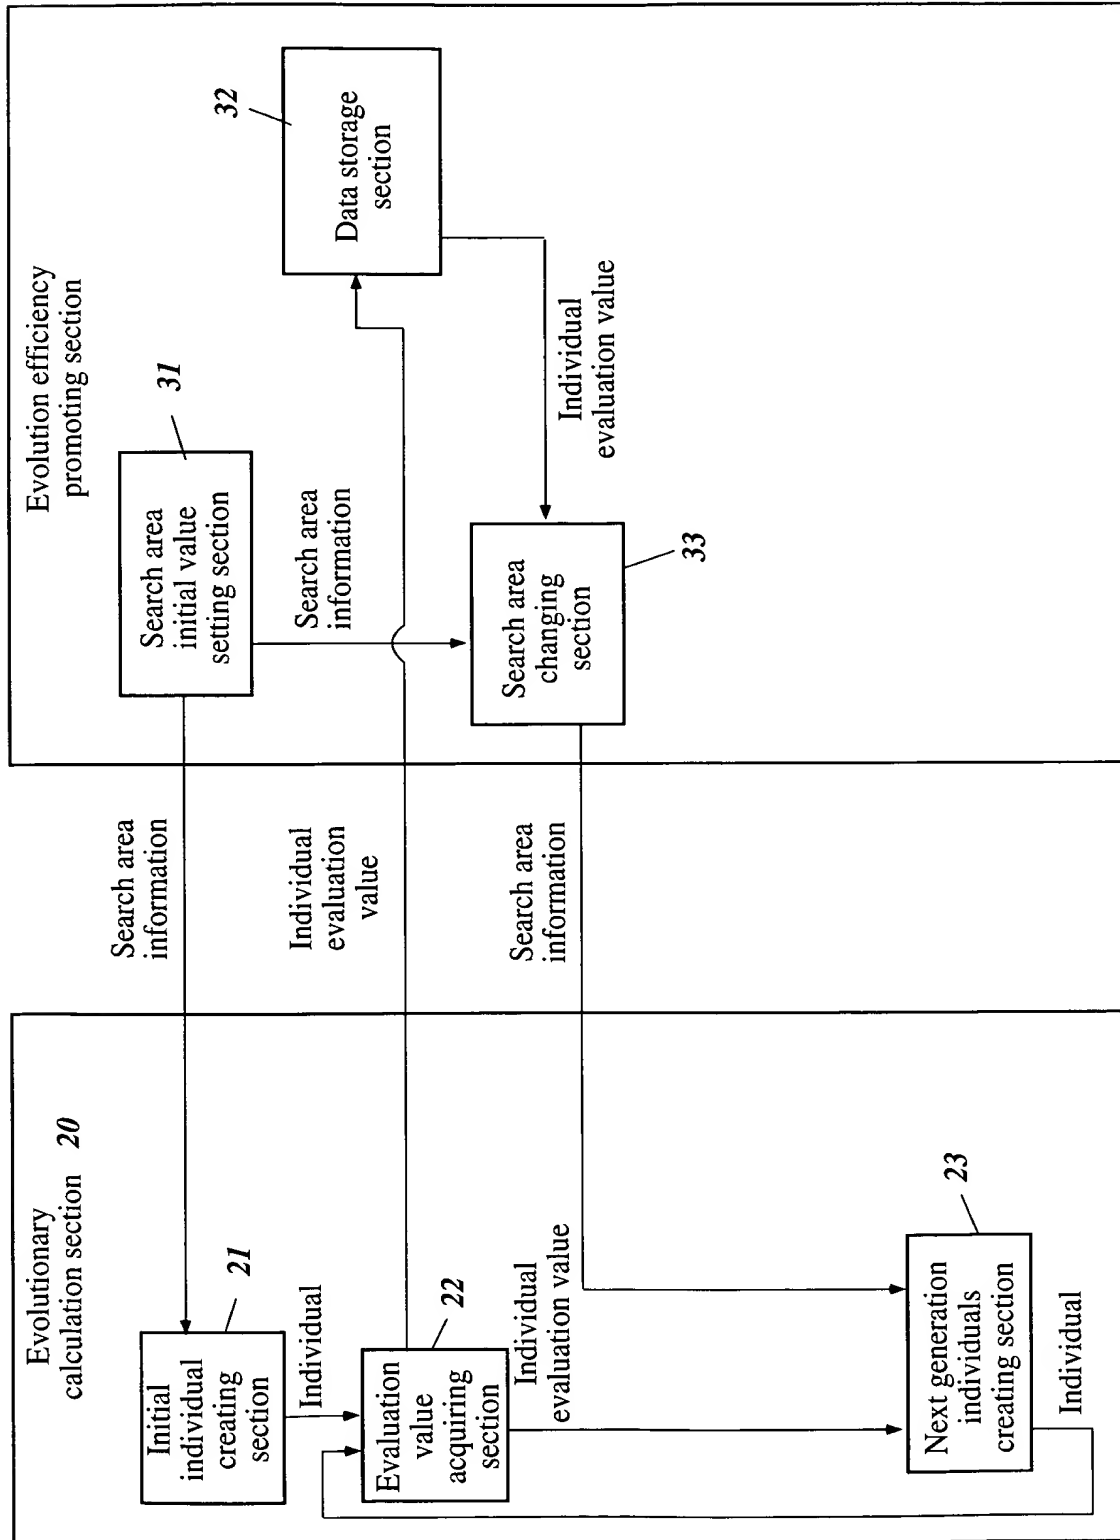 Evolutionary
calculation section 20
Initial
individual
creating
section
21
Individual
Evaluation
value
acquiring
section
22
Individual
evaluation value
Next generation
individuals
creating section
23
Individual
Search area
information
Individual
evaluation
value
Search area
information
Evolution efficiency
promoting section
Search area
initial value
setting section
31
Search area
information
Data storage
section
32
Individual
evaluation value
Search area
changing
section
33